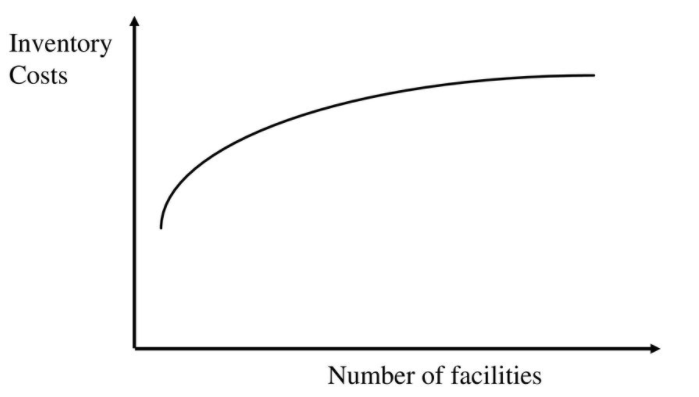 Inventory
Costs
Number of facilities